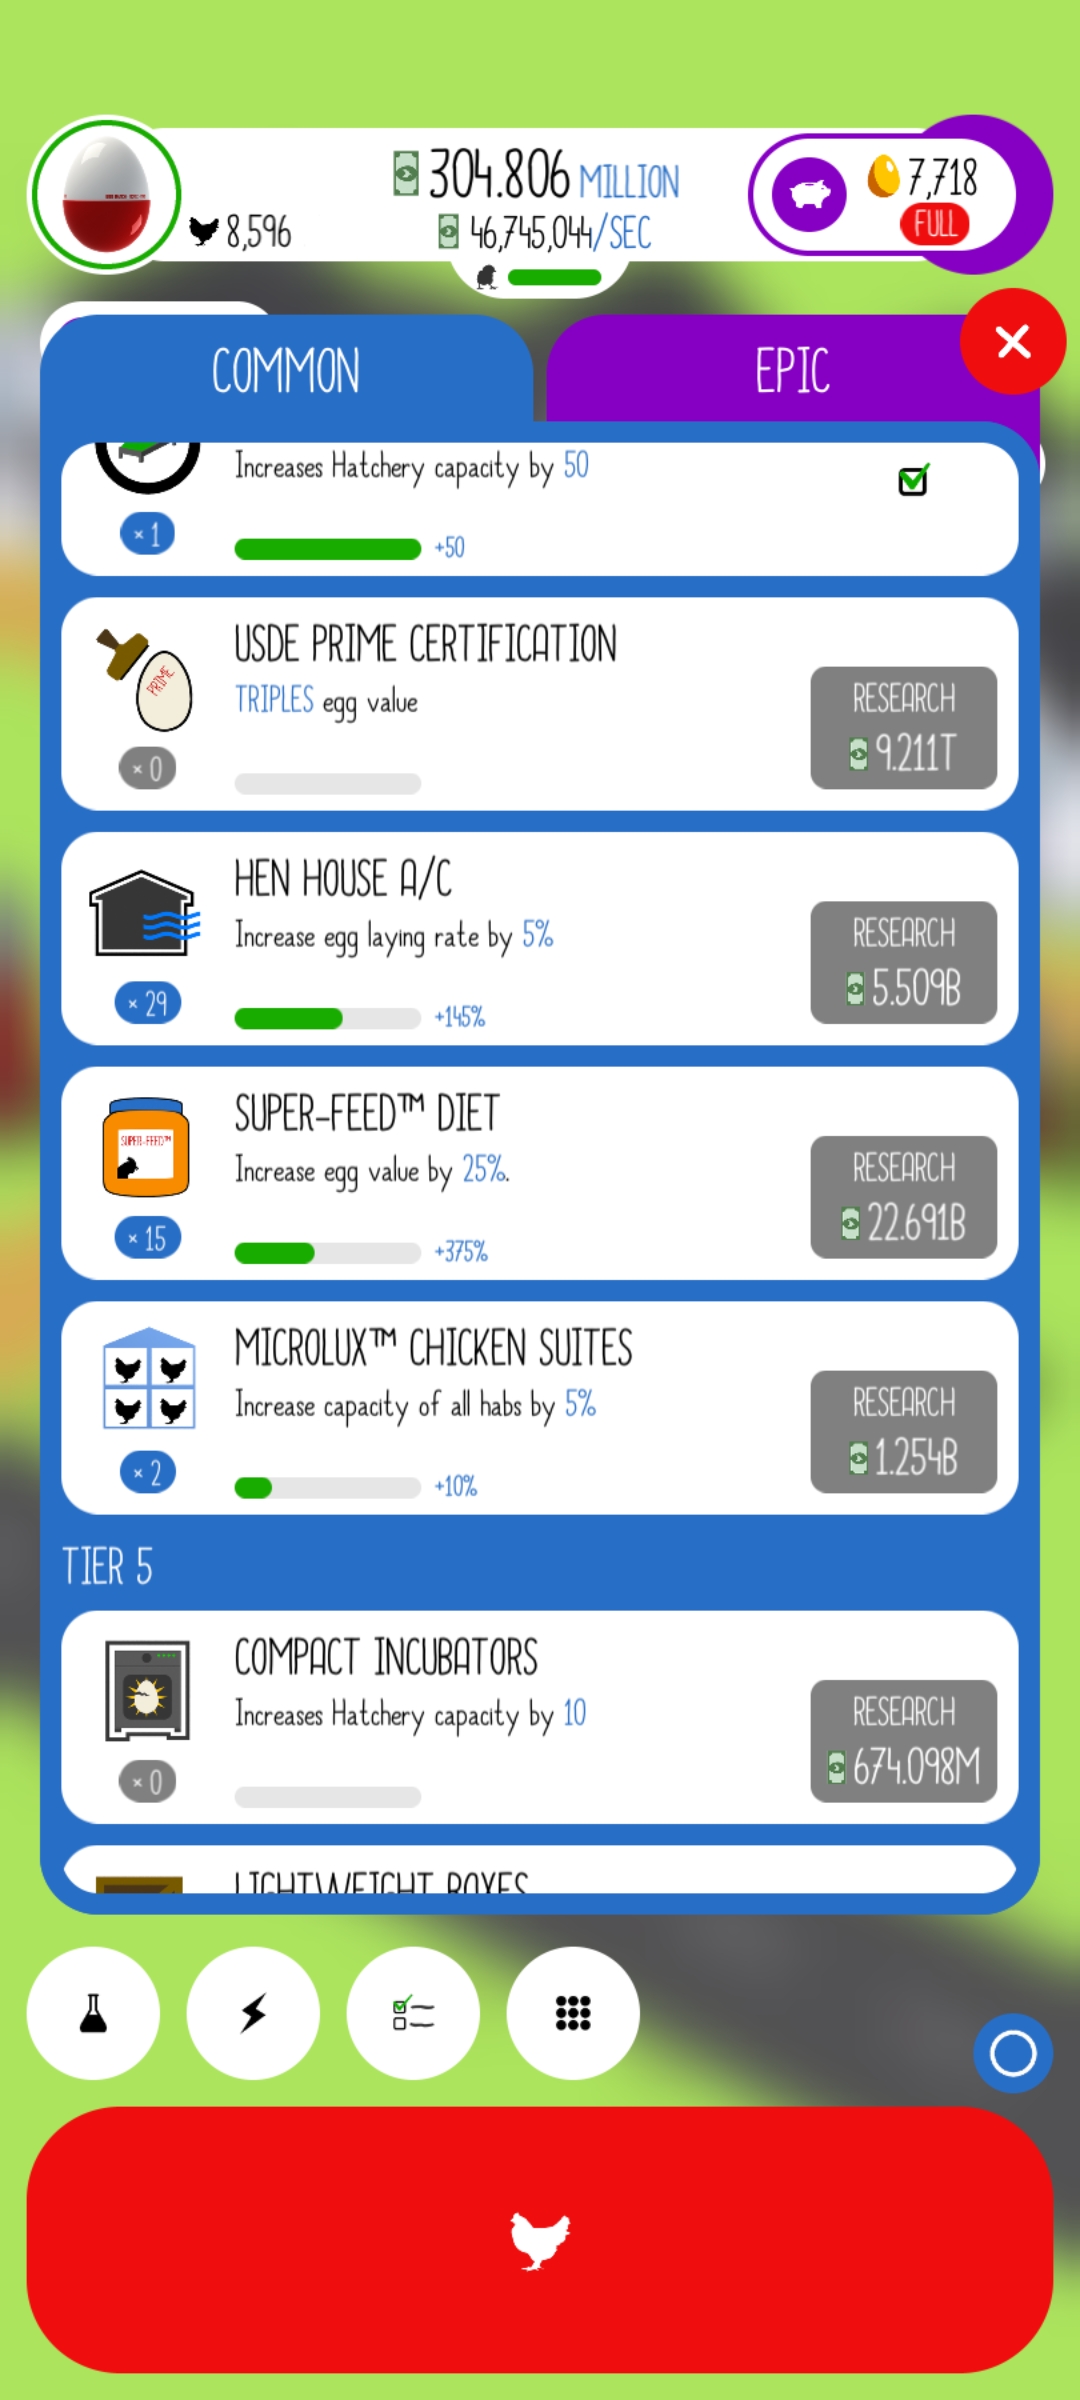 304.806 MILLION
8,596
46,745,044/SEC
7,718
FULL
COMMON
EPIC
Increases Hatchery capacity by 50
× 1
+50
USDE PRIME CERTIFICATION
TRIPLES egg value
PRIME
× 0
RESEARCH
9.211T
HEN HOUSE A/C
Increase egg laying rate by 5%
× 29
+145%
RESEARCH
5.509B
SUPER-FEED™ DIET
Increase egg value by 25%.
SUPER-FEED™
× 15
+375%
RESEARCH
22.691B
MICROLUX™ CHICKEN SUITES
Increase capacity of all habs by 5%
× 2
+10%
RESEARCH
1.254B
TIER 5
COMPACT INCUBATORS
Increases Hatchery capacity by 10
× 0
RESEARCH
674.098M
LIGHTWEIGHT BOXES